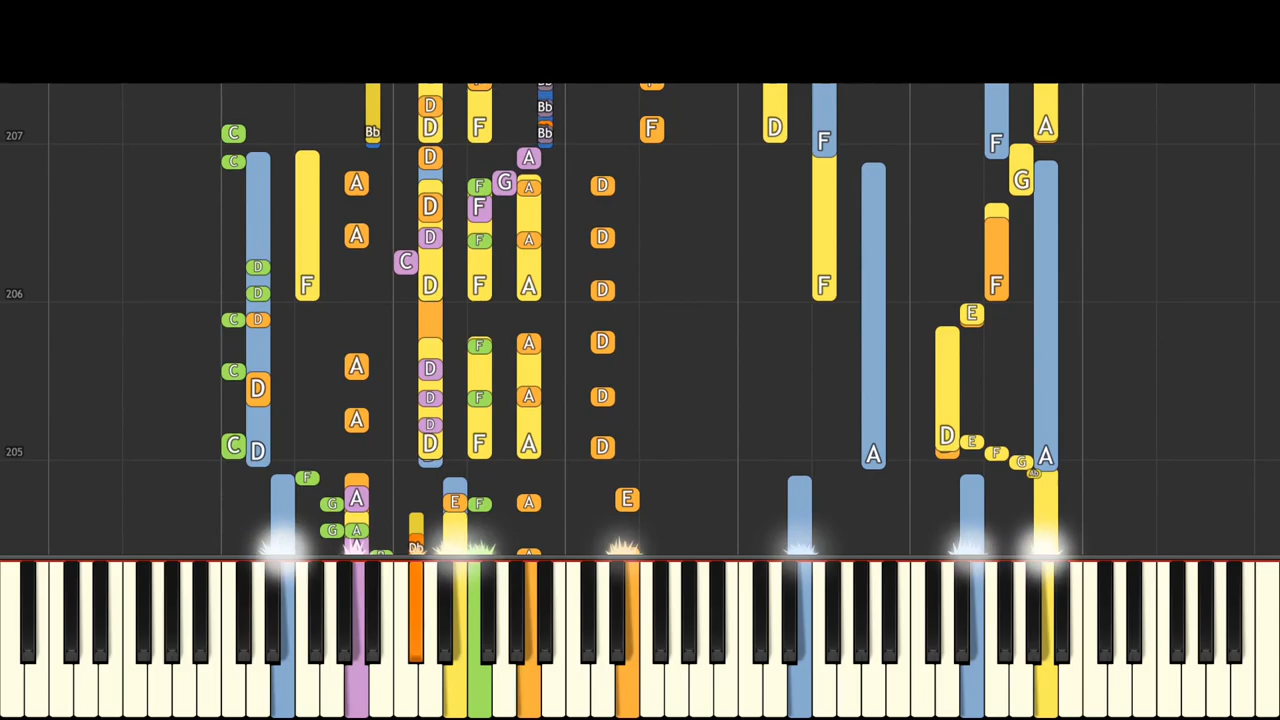 D F Bb
D
207 C Bb D F Bb F D F F A
C D A
A F G A D G
D F
A D F A D
D C
D F D F A D F F
206
C D E
F A D
C A
D D F A D
A D D
C D D F A D D E A A
205 F G
F
G A E F A E
G A
Db